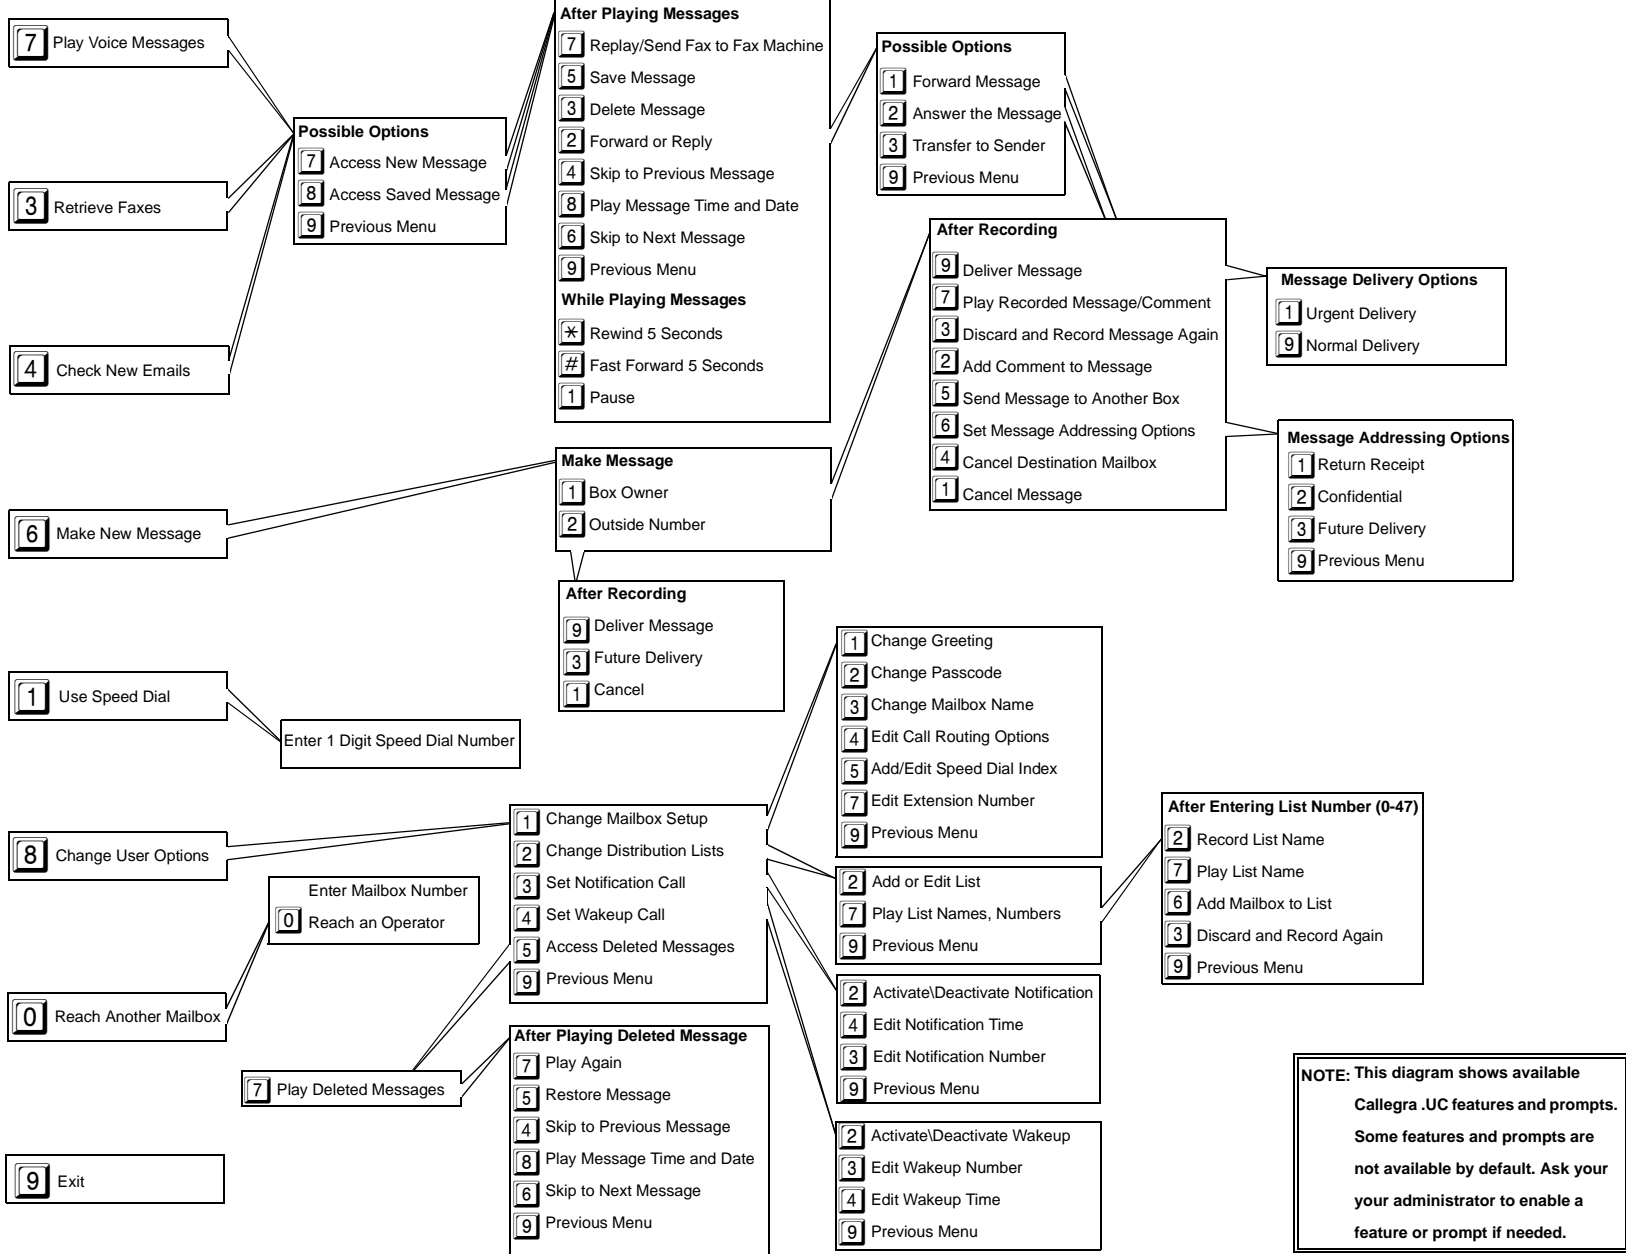 7 Play Voice Messages
3 Retrieve Faxes
4 Check New Emails
6 Make New Message
1 Use Speed Dial
8 Change User Options
0 Reach Another Mailbox
9 Exit
Possible Options
7 Access New Message
8 Access Saved Message
9 Previous Menu
After Playing Messages
7 Replay/Send Fax to Fax Machine
5 Save Message
3 Delete Message
2 Forward or Reply
4 Skip to Previous Message
8 Play Message Time and Date
6 Skip to Next Message
9 Previous Menu
While Playing Messages
* Rewind 5 Seconds
# Fast Forward 5 Seconds
1 Pause
Possible Options
1 Forward Message
2 Answer the Message
3 Transfer to Sender
9 Previous Menu
After Recording
9 Deliver Message
7 Play Recorded Message/Comment
3 Discard and Record Message Again
2 Add Comment to Message
5 Send Message to Another Box
6 Set Message Addressing Options
4 Cancel Destination Mailbox
1 Cancel Message
Message Delivery Options
1 Urgent Delivery
9 Normal Delivery
Message Addressing Options
1 Return Receipt
2 Confidential
3 Future Delivery
9 Previous Menu
Make Message
1 Box Owner
2 Outside Number
After Recording
9 Deliver Message
3 Future Delivery
1 Cancel
Enter 1 Digit Speed Dial Number
1 Change Mailbox Setup
2 Change Distribution Lists
3 Set Notification Call
4 Set Wakeup Call
5 Access Deleted Messages
9 Previous Menu
1 Change Greeting
2 Change Passcode
3 Change Mailbox Name
4 Edit Call Routing Options
5 Add/Edit Speed Dial Index
7 Edit Extension Number
9 Previous Menu
2 Add or Edit List
7 Play List Names, Numbers
9 Previous Menu
After Entering List Number (0-47)
2 Record List Name
7 Play List Name
6 Add Mailbox to List
3 Discard and Record Again
9 Previous Menu
2 Activate\Deactivate Notification
4 Edit Notification Time
3 Edit Notification Number
9 Previous Menu
2 Activate\Deactivate Wakeup
3 Edit Wakeup Number
4 Edit Wakeup Time
9 Previous Menu
Enter Mailbox Number
0 Reach an Operator
7 Play Deleted Messages
After Playing Deleted Message
7 Play Again
5 Restore Message
4 Skip to Previous Message
8 Play Message Time and Date
6 Skip to Next Message
9 Previous Menu
NOTE: This diagram shows available
Callegra .UC features and prompts.
Some features and prompts are
not available by default. Ask your
your administrator to enable a
feature or prompt if needed.